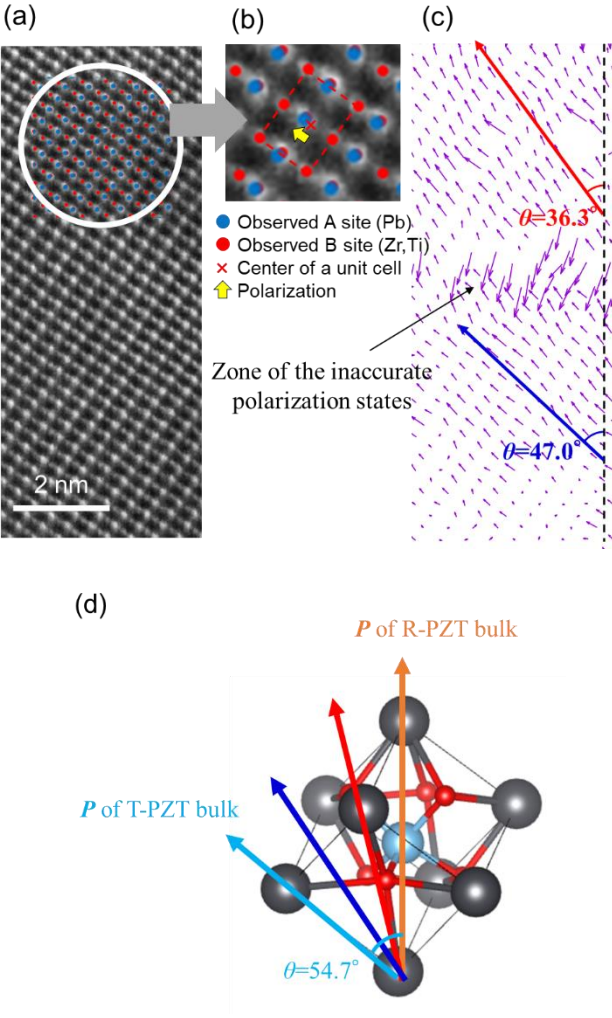 (a)
(b)
(c)
Observed A site (Pb)
Observed B site (Zr,Ti)
Center of a unit cell
Polarization
θ=36.3°
Zone of the inaccurate
polarization states
θ=47.0°
2 nm
(d)
P of R-PZT bulk
P of T-PZT bulk
θ=54.7°